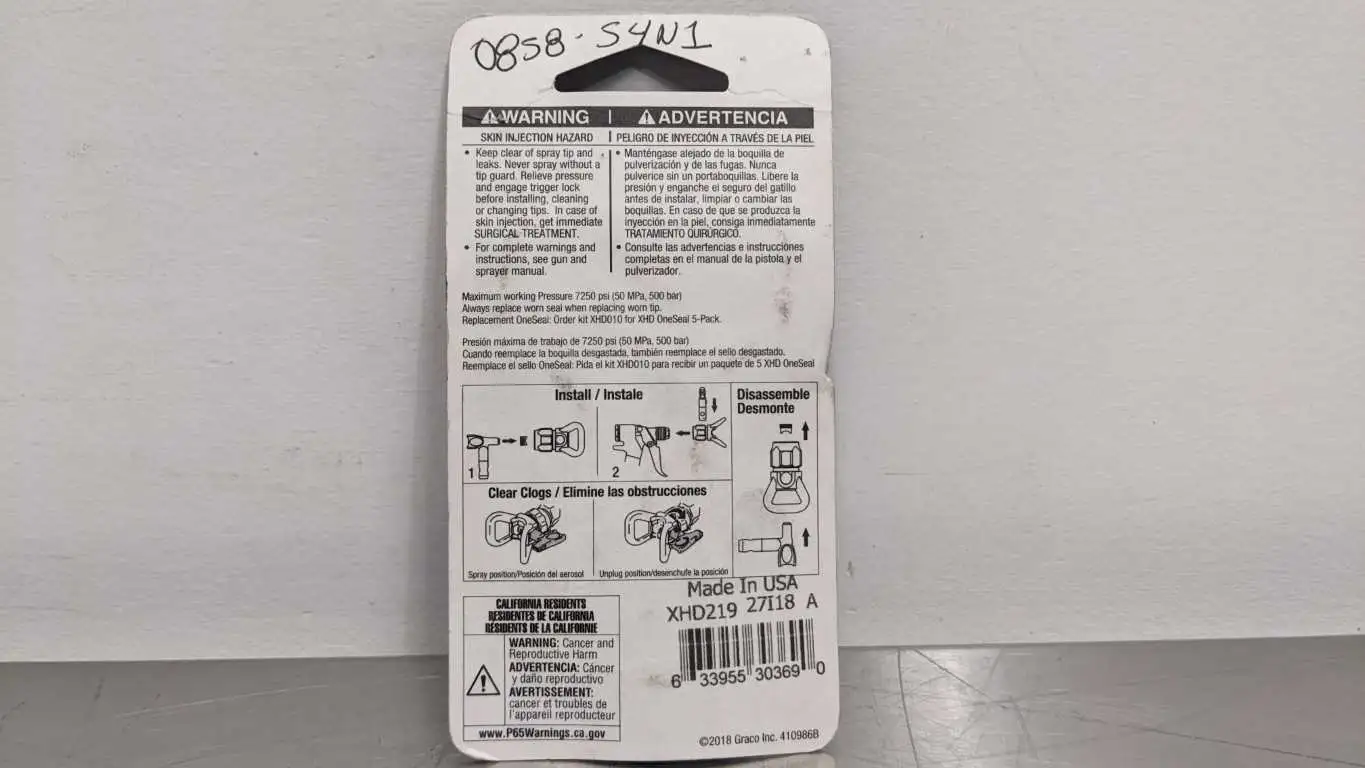 0858-S4N1
WARNING | ADVERTENCIA
SKIN INJECTION HAZARD
• Keep clear of spray tip and
leaks. Never spray without a
tip guard. Relieve pressure
and engage trigger lock
before installing, cleaning
or changing tips. In case of
skin injection, get immediate
SURGICAL TREATMENT.
• For complete warnings and
instructions, see gun and
sprayer manual.
PELIGRO DE INYECCIÓN A TRAVÉS DE LA PIEL
• Manténgase alejado de la boquilla de
pulverización y de las fugas. Nunca
pulverice sin un portaboquillas. Libere la
presión y enganche el seguro del gatillo
antes de instalar, limpiar o cambiar las
boquillas. En caso de que se produzca la
inyección en la piel, consiga inmediatamente
TRATAMIENTO QUIRÚRGICO.
• Consulte las advertencias e instrucciones
completas en el manual de la pistola y el
pulverizador.
Maximum working Pressure 7250 psi (50 MPa, 500 bar)
Always replace worn seal when replacing worn tip.
Replacement OneSeal: Order kit XHD010 for XHD OneSeal 5-Pack.
Presión máxima de trabajo de 7250 psi (50 MPa, 500 bar)
Cuando reemplace la boquilla desgastada, también reemplace el sello desgastado.
Reemplace el sello OneSeal: Pida el kit XHD010 para recibir un paquete de 5 XHD OneSeal
Install / Instale
1
2
Disassemble
Desmonte
Clear Clogs / Elimine las obstrucciones
Spray position/Posición del aerosol
Unplug position/desenchufe la posición
Made In USA
XHD219 27I18 A
6 33955 30369 0
CALIFORNIA RESIDENTS
RESIDENTES DE CALIFORNIA
RÉSIDENTS DE LA CALIFORNIE
WARNING: Cancer and
Reproductive Harm
ADVERTENCIA: Cáncer
y daño reproductivo
AVERTISSEMENT:
cancer et troubles de
l'appareil reproducteur
www.P65Warnings.ca.gov
©2018 Graco Inc. 410986B